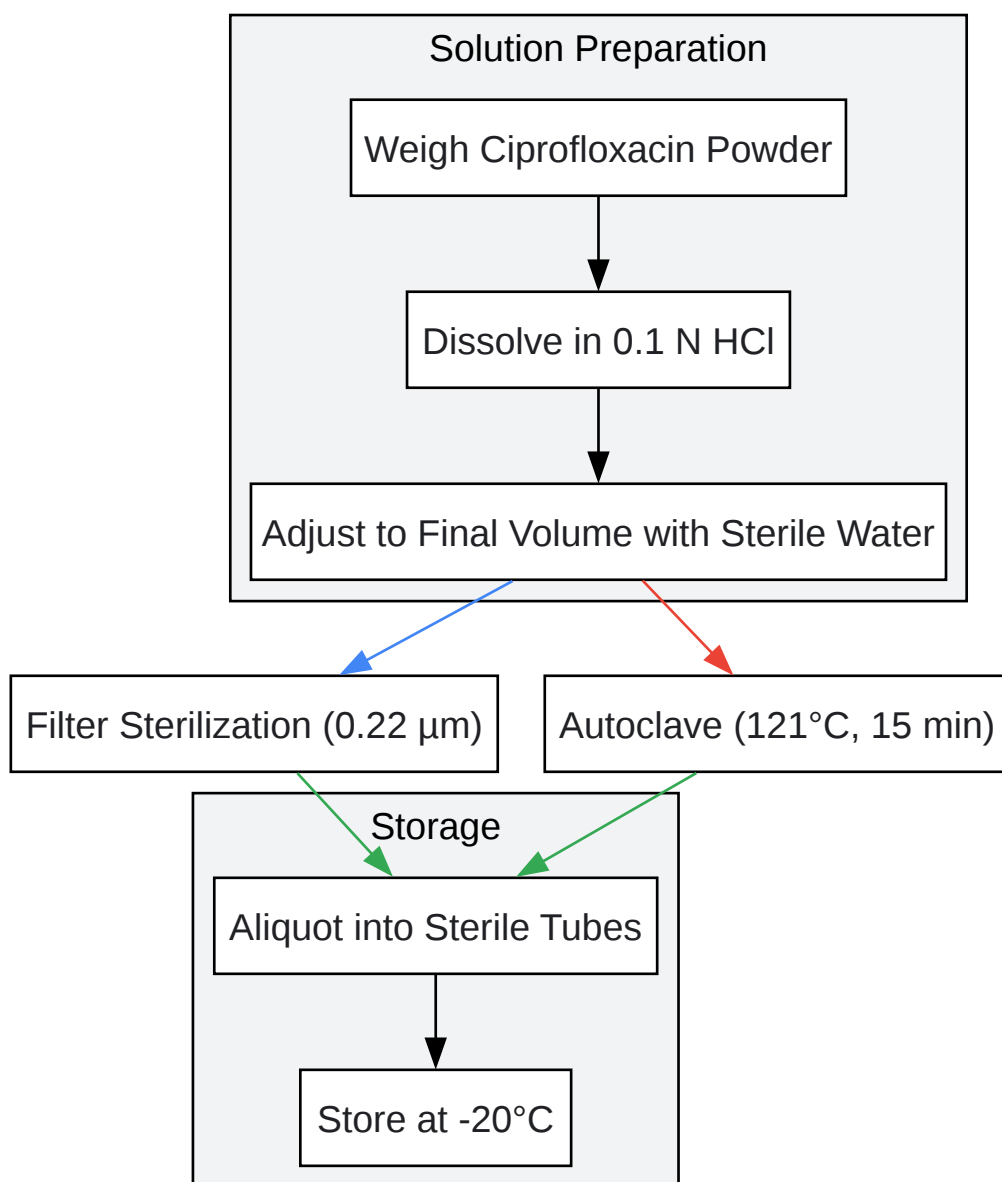 Solution Preparation
Weigh Ciprofloxacin Powder
Dissolve in 0.1 N HCl
Adjust to Final Volume with Sterile Water
Filter Sterilization (0.22 µm)
Autoclave (121°C, 15 min)
Storage
Aliquot into Sterile Tubes
Store at -20°C